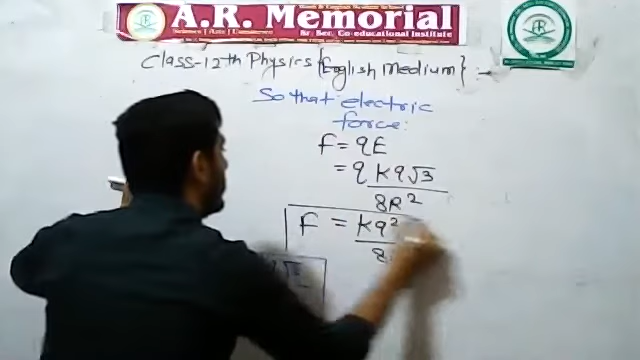 A.R. Memorial
Science | Arts | Commerce
Sr. Sec. Co-educational Institute
Class-12th Physics {English Medium}
So that electric
force:
F = qE
= q Kq√3
8R²
F = Kq²
8